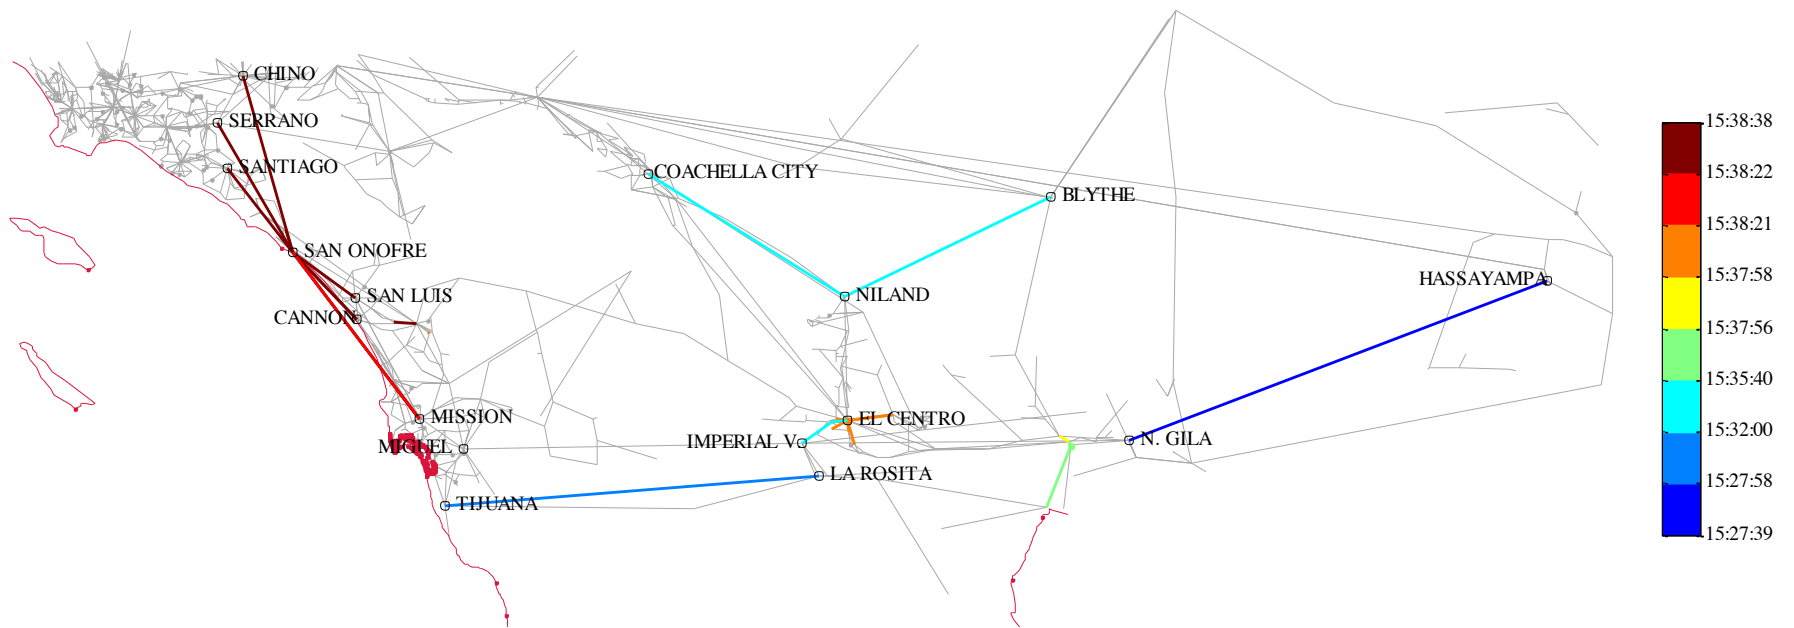 CHINO
SERRANO
SANTIAGO
COACHELLA CITY
BLYTHE
SAN ONOFRE
HASSAYAMPA
SAN LUIS
NILAND
CANNON
MISSION
EL CENTRO
MIGUEL
IMPERIAL V
N. GILA
LA ROSITA
TIJUANA
15:38:38
15:38:22
15:38:21
15:37:58
15:37:56
15:35:40
15:32:00
15:27:58
15:27:39